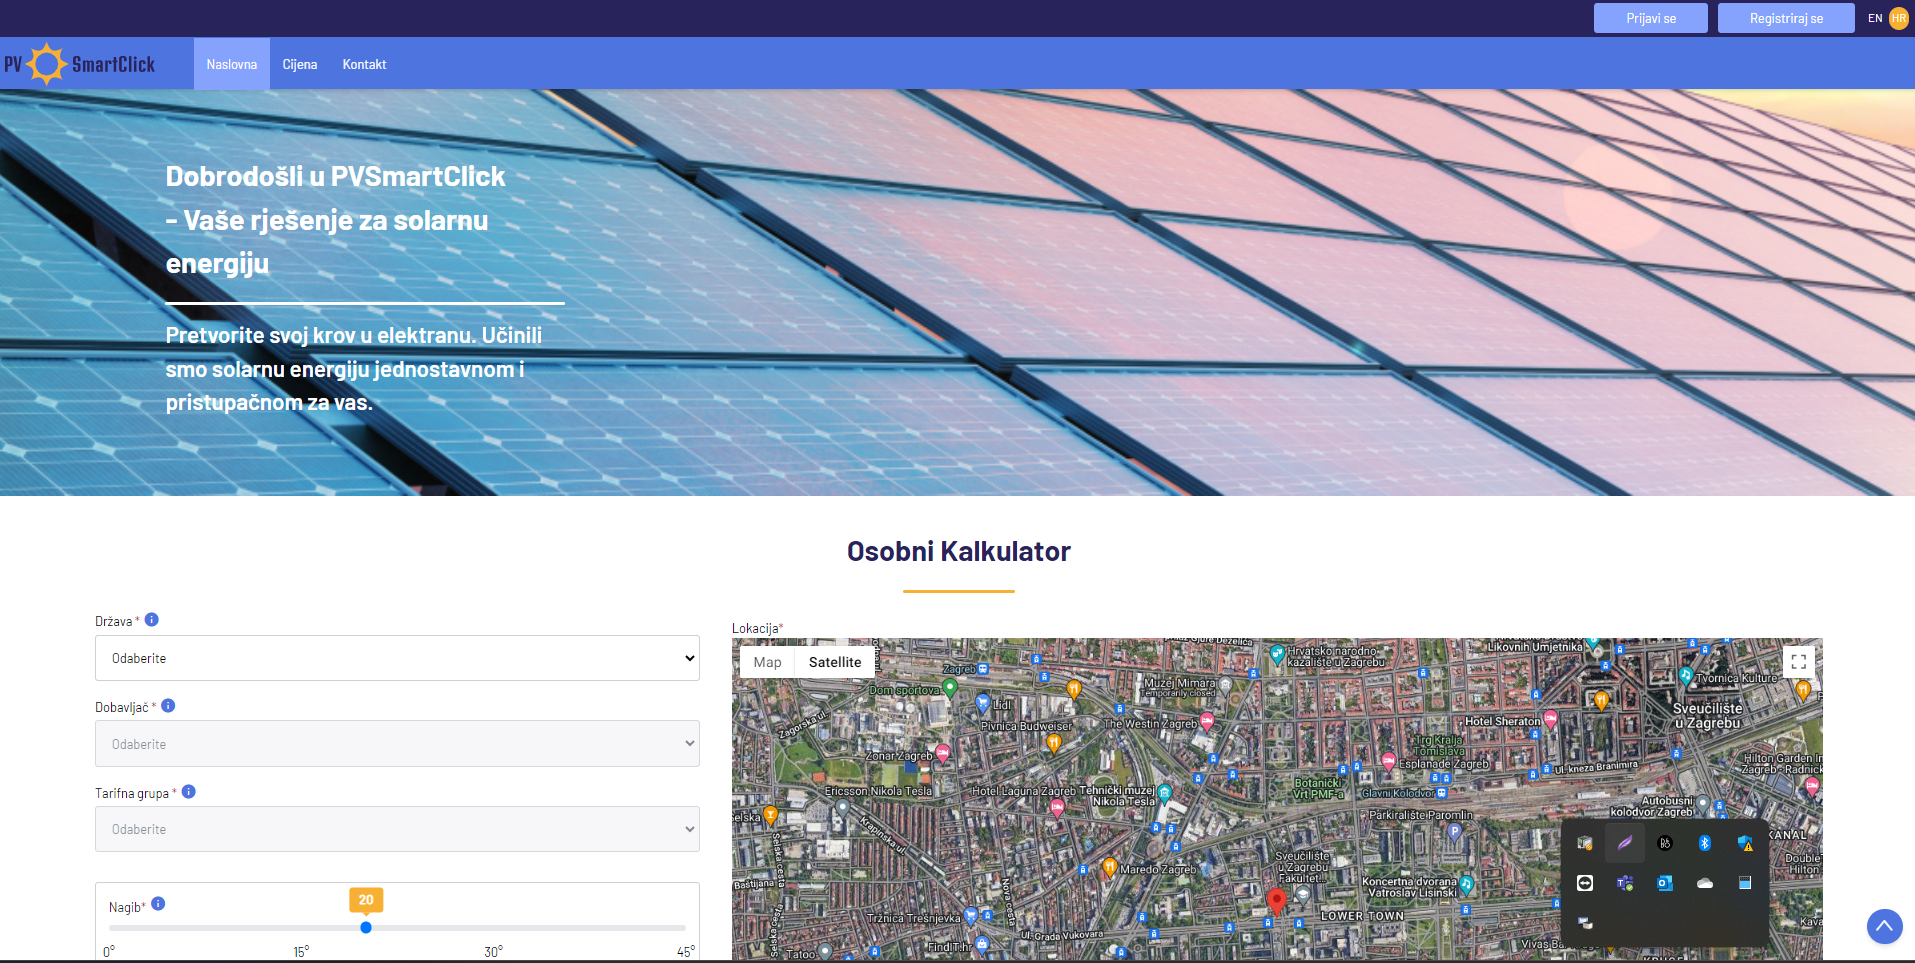 Prijavi se
Registriraj se
EN
HR
PV SmartClick
Naslovna
Cijena
Kontakt
Dobrodošli u PVSmartClick
- Vaše rješenje za solarnu
energiju
Pretvorite svoj krov u elektranu. Učinili
smo solarnu energiju jednostavnom i
pristupačnom za vas.
Osobni Kalkulator
Država *
Odaberite
Dobavljač *
Odaberite
Tarifna grupa *
Odaberite
Nagib*
20
0°
15°
30°
45°
Lokacija*
Map
Satellite
Hrvatsko narodno
kazalište u Zagrebu
Likovnih Umjetnika
Zagreb
Dom sportova
Muzej Mimara
Temporarily closed
Tvornica Kulture
Lidl
Zagorska ul.
Pivnica Budweiser
The Westin Zagreb
Hotel Sheraton
Sveučilište
u Zagrebu
Trg Kralja
Tomislava
Zonar Zagreb
Esplanade Zagreb
Ul. kneza Branimira
Hilton Garden In
Zagreb - Radnick
Ericsson Nikola Tesla
Hotel Laguna Zagreb
Tehnički muzej
Nikola Tesla
Botanički
Vrt PMF-a
Glavni Kolodvor
Autobusni
kolodvor Zagreb
Selska
Krapinska ul.
Parkiralište Paromlin
P
KANAL
Selska cesta
Maredo Zagreb
Sveučilište
u Zagrebu
Fakultet...
Double
Hilton
Baštijana
Nova cesta
Koncertna dvorana
Vatroslav Lisinski
Tržnica Trešnjevka
LOWER TOWN
Ul. Grada Vukovara
Selska cesta
FindIT.hr
Tatoo
Vivas Ba
Kava